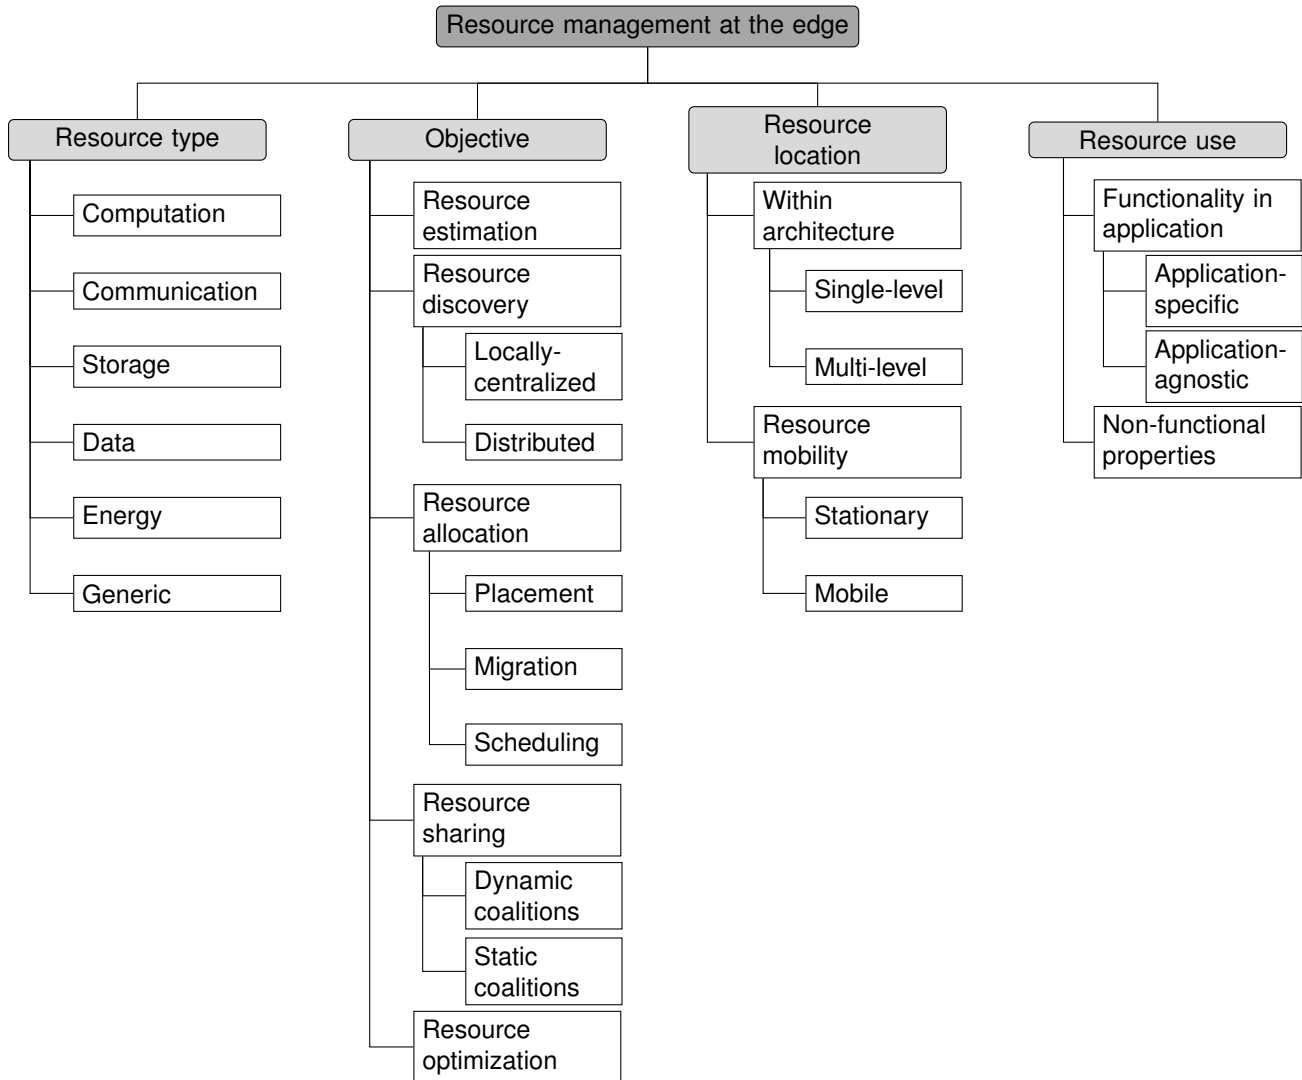 Resource management at the edge
Resource type
Computation
Communication
Storage
Data
Energy
Generic
Objective
Resource
estimation
Resource
discovery
Locally-
centralized
Distributed
Resource
allocation
Placement
Migration
Scheduling
Resource
sharing
Dynamic
coalitions
Static
coalitions
Resource
optimization
Resource
location
Within
architecture
Single-level
Multi-level
Resource
mobility
Stationary
Mobile
Resource use
Functionality in
application
Application-
specific
Application-
agnostic
Non-functional
properties